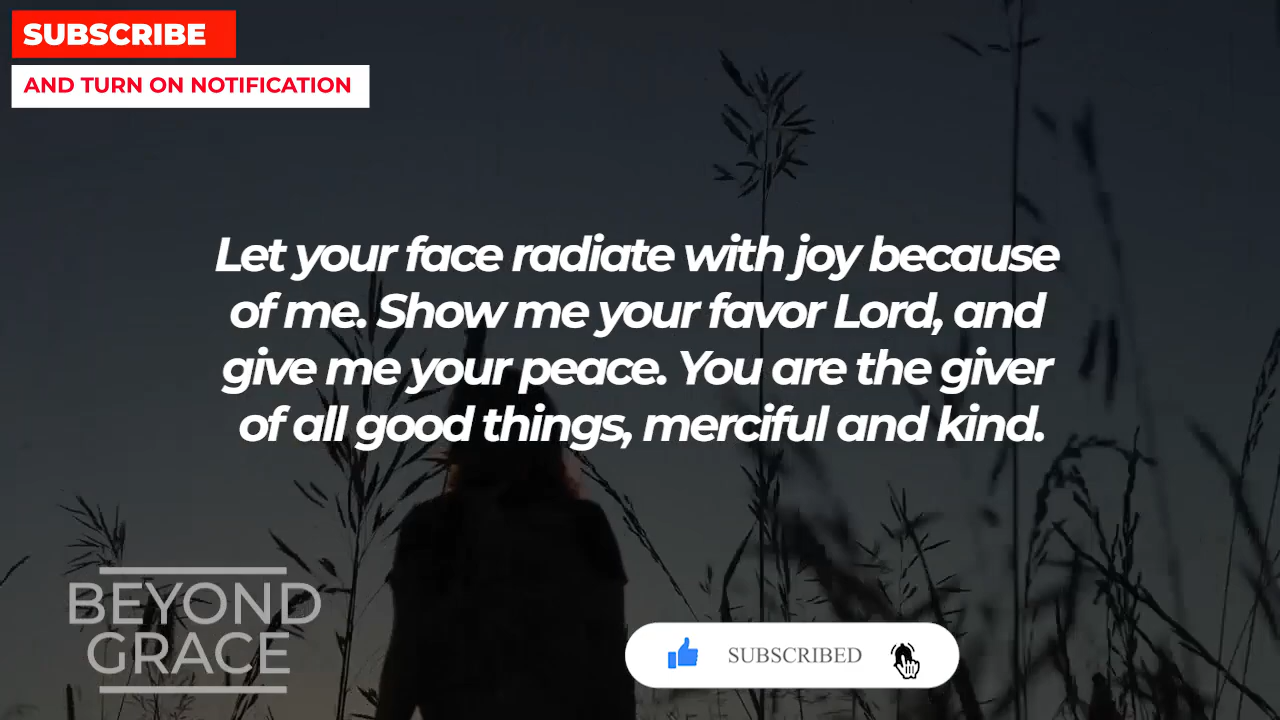 SUBSCRIBE
AND TURN ON NOTIFICATION
Let your face radiate with joy because
of me. Show me your favor Lord, and
give me your peace. You are the giver
of all good things, merciful and kind.
BEYOND
GRACE
SUBSCRIBED